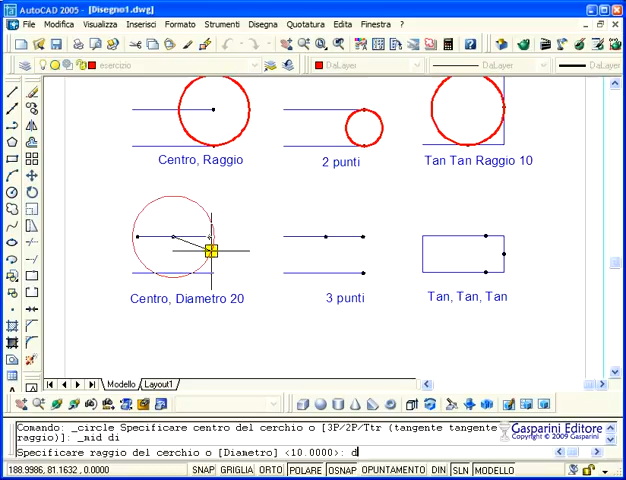 AutoCAD 2005 - [Disegno1.dwg]
File Modifica Visualizza Inserisci Formato Strumenti Disegna Quotatura Edita Finestra ?
esercizio DaLayer DaLayer DaLayer
Centro, Raggio 2 punti Tan Tan Raggio 10
Centro, Diametro 20 3 punti Tan, Tan, Tan
Modello Layout1
Comando: _circle Specificare centro del cerchio o [3P/2P/Ttr (tangente tangente
raggio)]: _mid di
Gasparini Editore
Copyright © 2009 Gasparini
Specificare raggio del cerchio o [Diametro] <10.0000>: d
188.9986, 81.1632, 0.0000 SNAP GRIGLIA ORTO POLARE OSNAP OPUNTAMENTO DIN SLN MODELLO